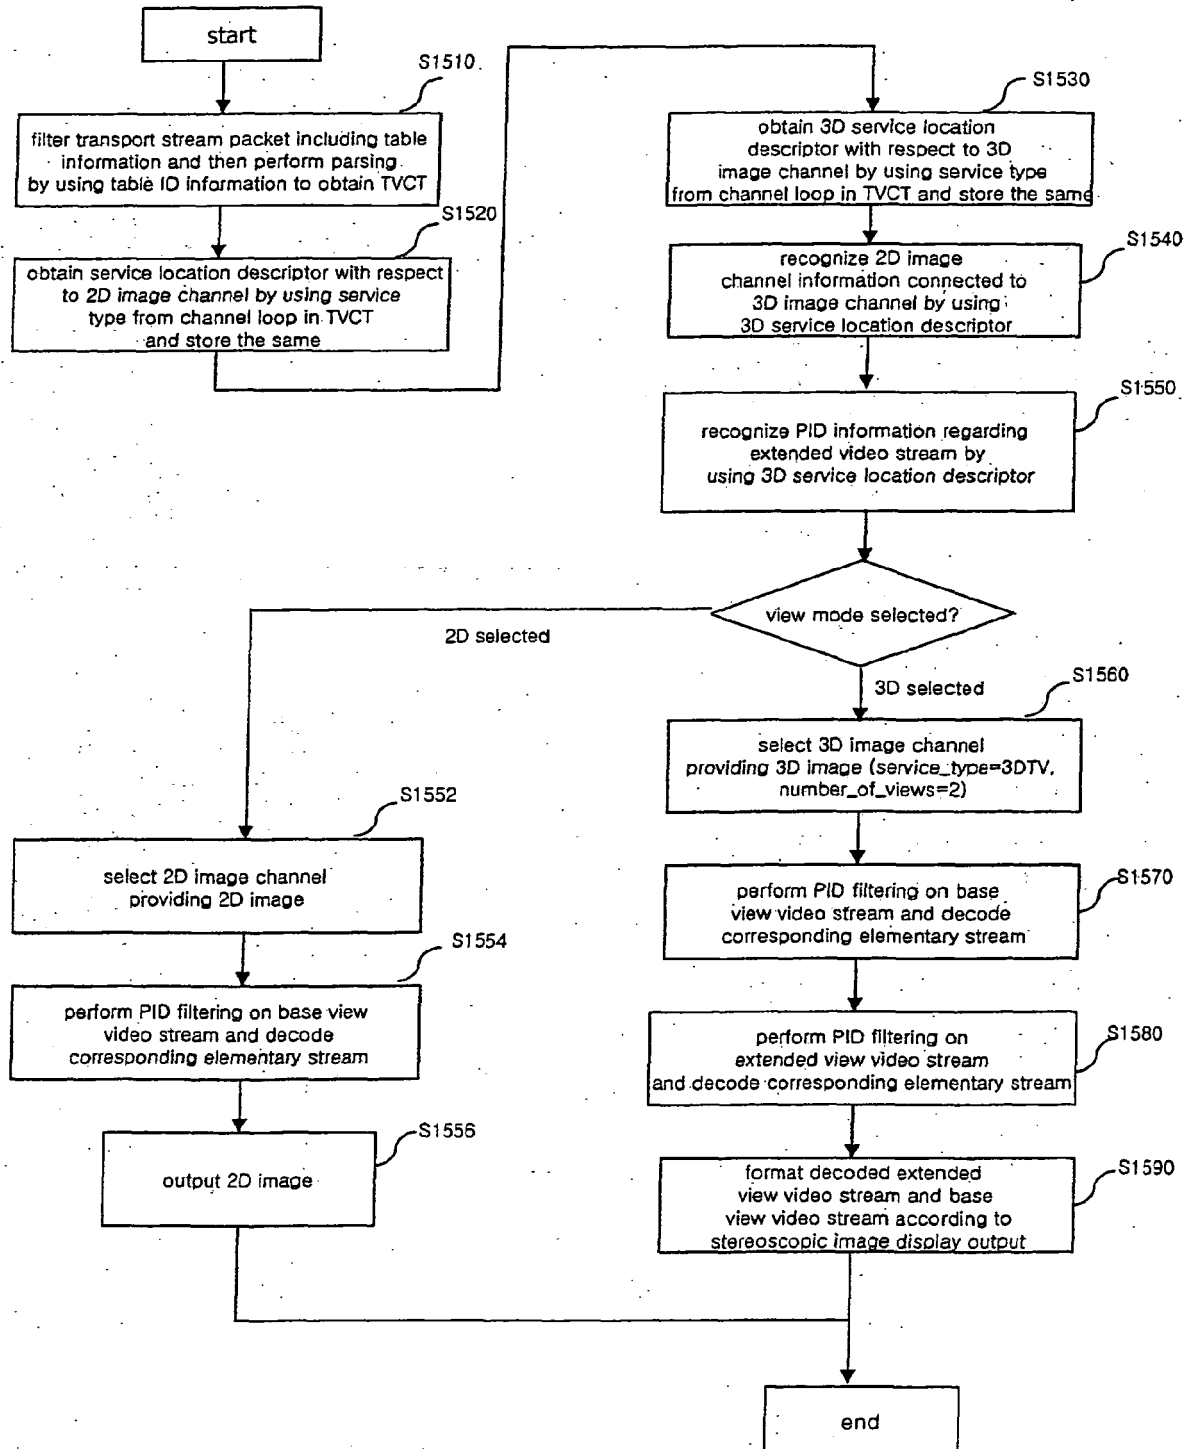 start
S1510
filter transport stream packet including table
information and then perform parsing
by using table ID information to obtain TVCT
S1520
obtain service location descriptor with respect
to 2D image channel by using service
type from channel loop in TVCT
and store the same
S1530
obtain 3D service location
descriptor with respect to 3D
image channel by using service type
from channel loop in TVCT and store the same
S1540
recognize 2D image
channel information connected to
3D image channel by using
3D service location descriptor
S1550
recognize PID information regarding
extended video stream by
using 3D service location descriptor
view mode selected?
2D selected
3D selected
S1552
select 2D image channel
providing 2D image
S1554
perform PID filtering on base view
video stream and decode
corresponding elementary stream
S1556
output 2D image
S1560
select 3D image channel
providing 3D image (service_type=3DTV,
number_of_views=2)
S1570
perform PID filtering on base
view video stream and decode
corresponding elementary stream
S1580
perform PID filtering on
extended view video stream
and decode corresponding elementary stream
S1590
format decoded extended
view video stream and base
view video stream according to
stereoscopic image display output
end